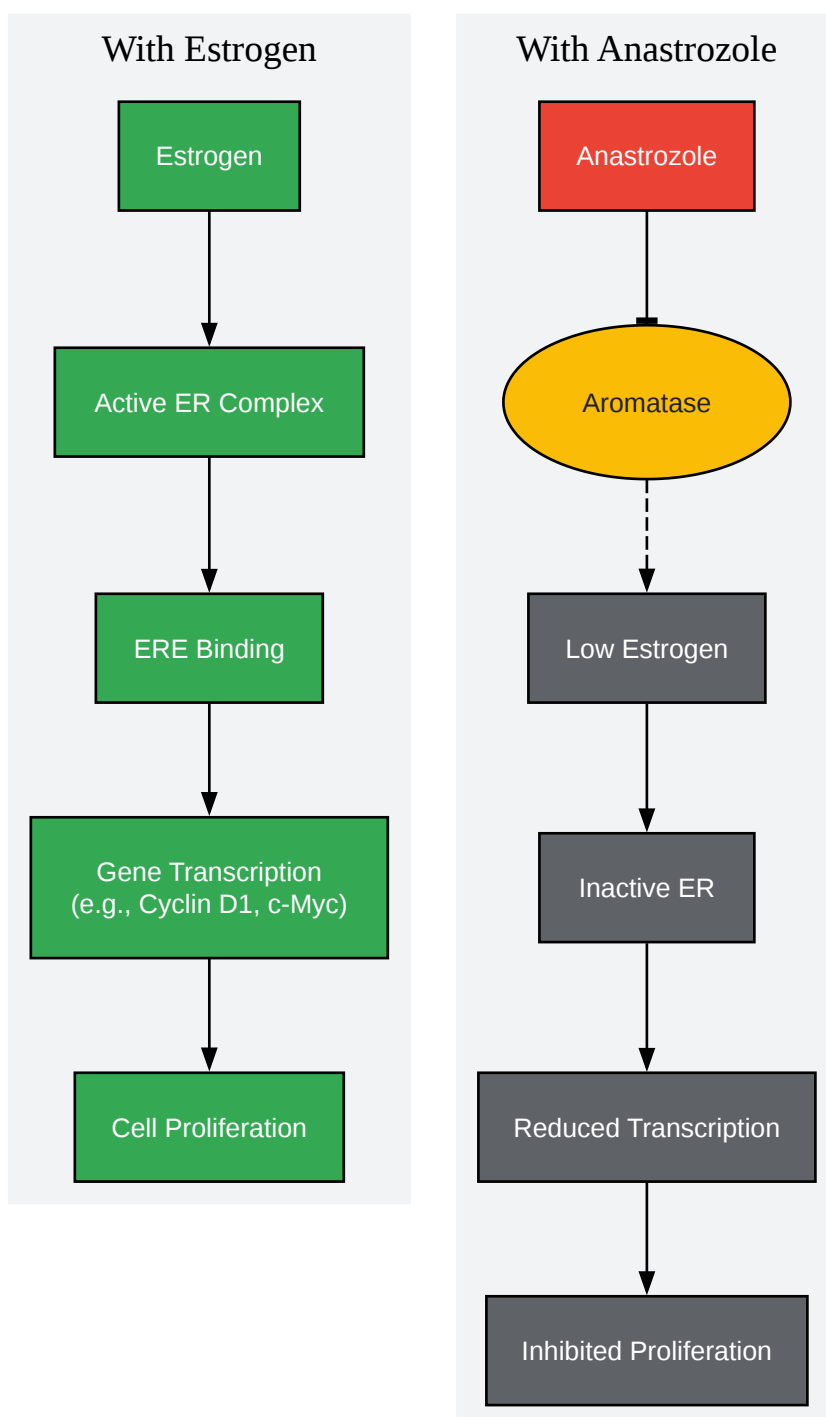 With Estrogen
Estrogen
Active ER Complex
ERE Binding
Gene Transcription
(e.g., Cyclin D1, c-Myc)
Cell Proliferation
With Anastrozole
Anastrozole
Aromatase
Low Estrogen
Inactive ER
Reduced Transcription
Inhibited Proliferation